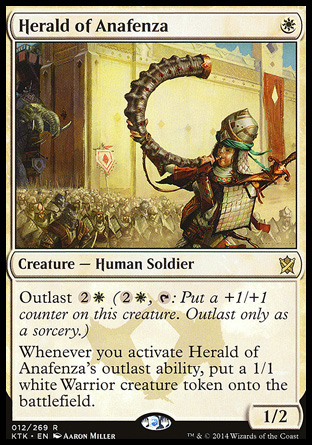 Herald of Anafenza
Creature — Human Soldier
Outlast 2 (2, : Put a +1/+1
counter on this creature. Outlast only as
a sorcery.)
Whenever you activate Herald of
Anafenza's outlast ability, put a 1/1
white Warrior creature token onto the
battlefield.
1/2
012/269 R
KTK • EN Aaron Miller
™ & © 2014 Wizards of the Coast